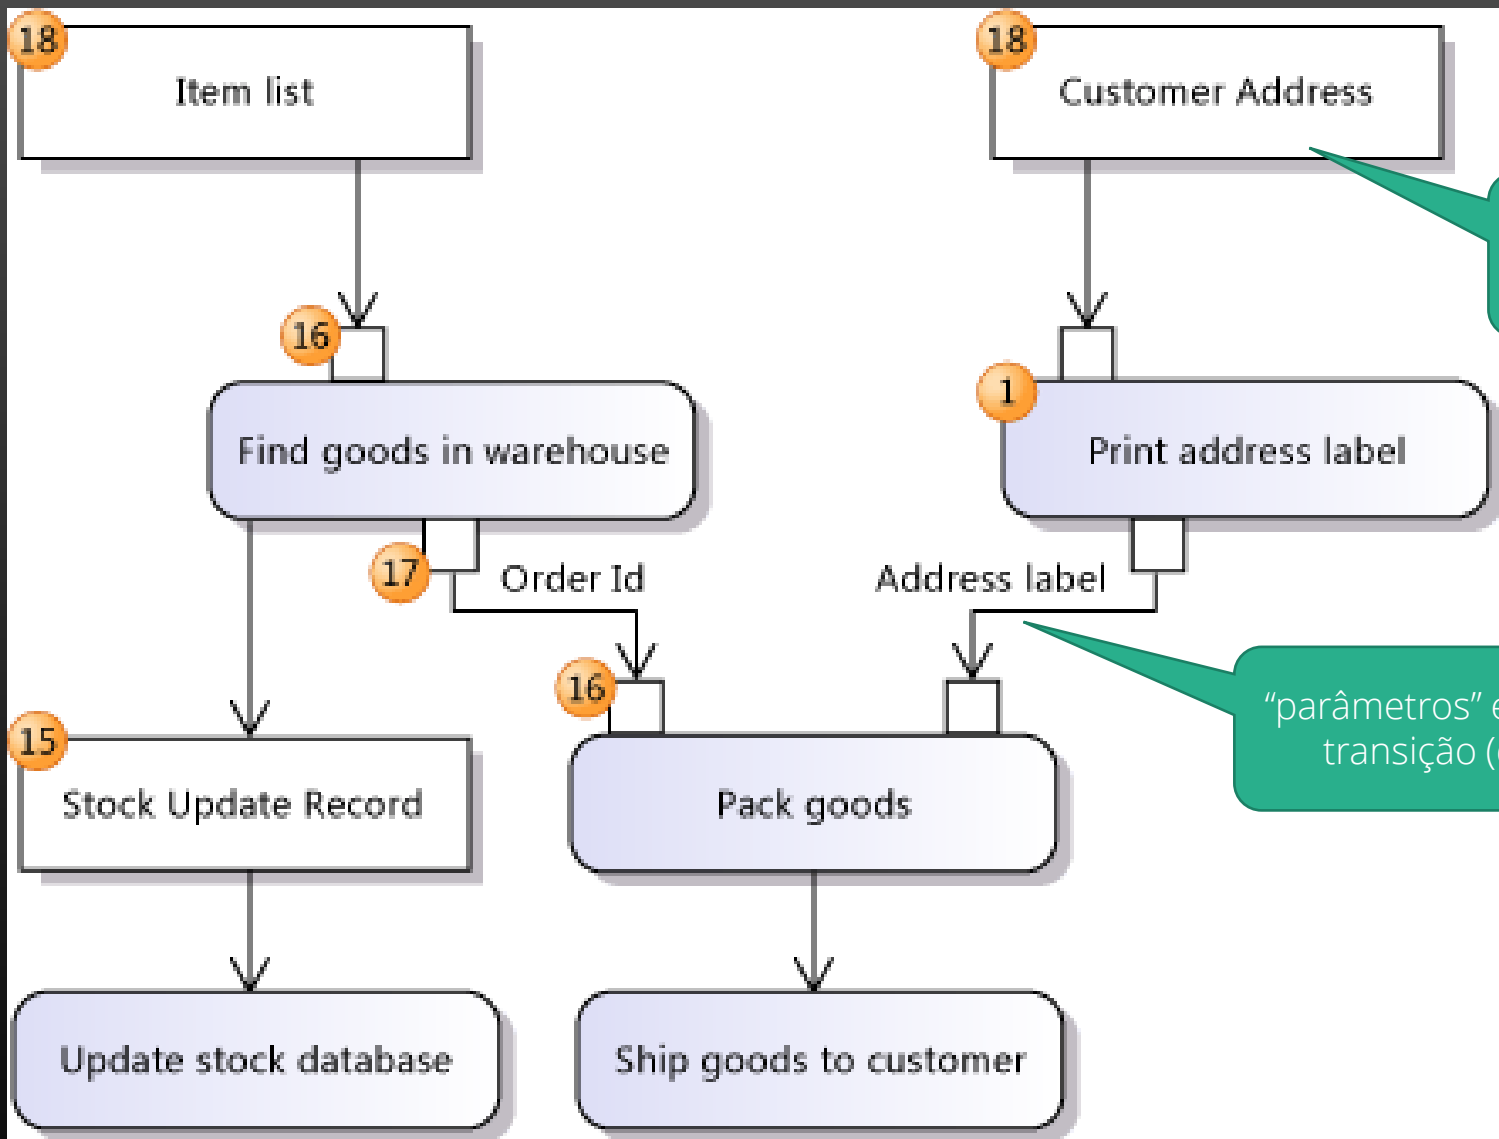 18
Item list
18
Customer Address
16
Find goods in warehouse
1
Print address label
17
Order Id
Address label
16
15
Stock Update Record
Pack goods
“parâmetros”
transição
Update stock database
Ship goods to customer